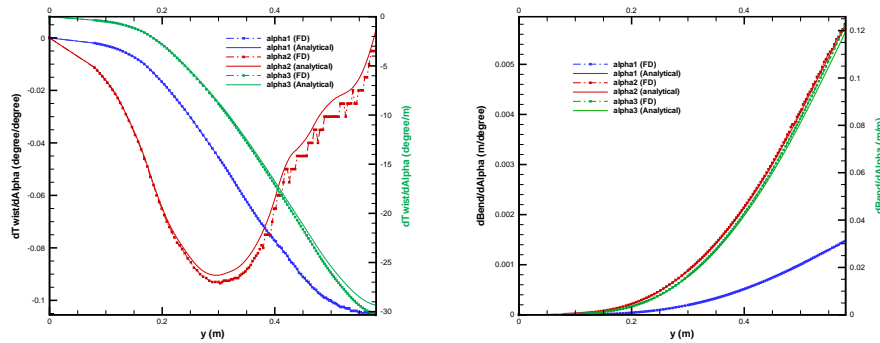 0 0.2 0.4
0
-0.02
-0.04
-0.06
-0.08
-0.1
dTwist/dAlpha (degree/degree)
alpha1 (FD)
alpha1 (Analytical)
alpha2 (FD)
alpha2 (analytical)
alpha3 (FD)
alpha3 (Analytical)
0
-5
-10
-15
-20
-25
-30
dTwist/dAlpha (degree/m)
0 0.2 0.4
y (m)
0 0.2 0.4
0.005
0.004
0.003
0.002
0.001
0.000
dBend/dAlpha (m/degree)
alpha1 (FD)
alpha1 (Analytical)
alpha2 (FD)
alpha2 (Analytical)
alpha3 (FD)
alpha3 (Analytical)
0.12
0.1
0.08
0.06
0.04
0.02
0
dBend/dAlpha (m/m)
0 0.2 0.4
y (m)